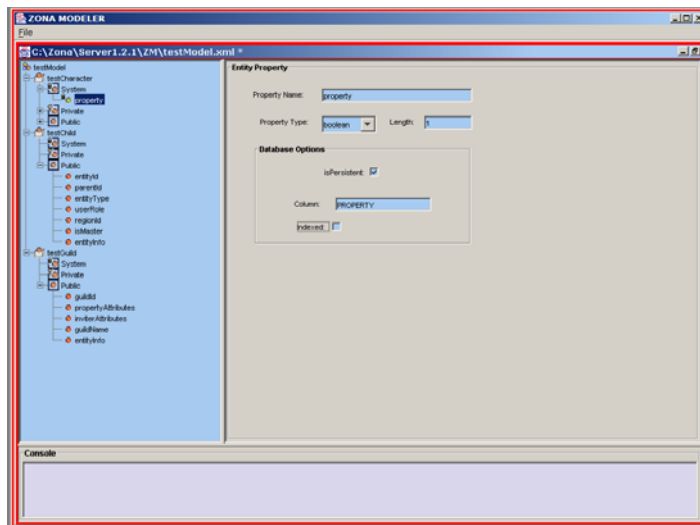 ZONA MODELER
File
C:\Zona\Server1.2.1\ZM\testModel.xml *
testModel
testCharacter
System
property
Private
Public
testChild
System
Private
Public
entityId
parentId
entityType
userRole
regionId
isMaster
entityInfo
testGuild
System
Private
Public
guildId
propertyAttributes
inviterAttributes
guildName
entityInfo
Entity Property
Property Name: property
Property Type: boolean Length: 1
Database Options
isPersistent:
Column: PROPERTY
indexed:
Console